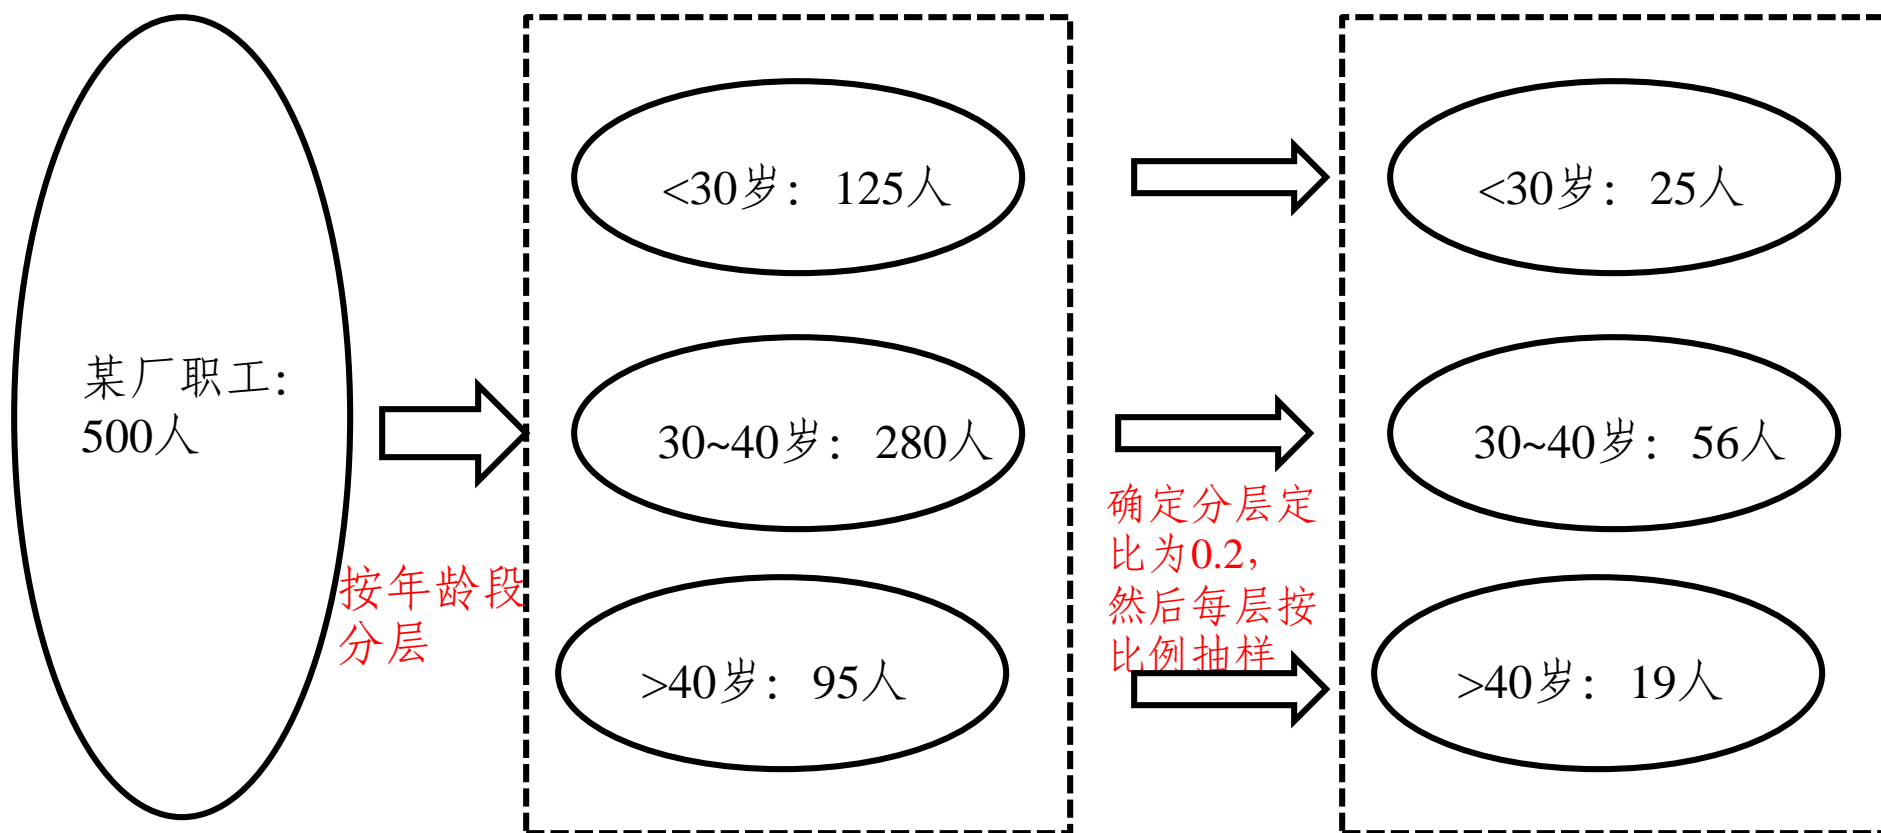 某厂职工：
500人
按年龄段
分层
<30岁：125人
30~40岁：280人
>40岁：95人
确定分层定
比为0.2，
然后每层按
比例抽样
<30岁：25人
30~40岁：56人
>40岁：19人